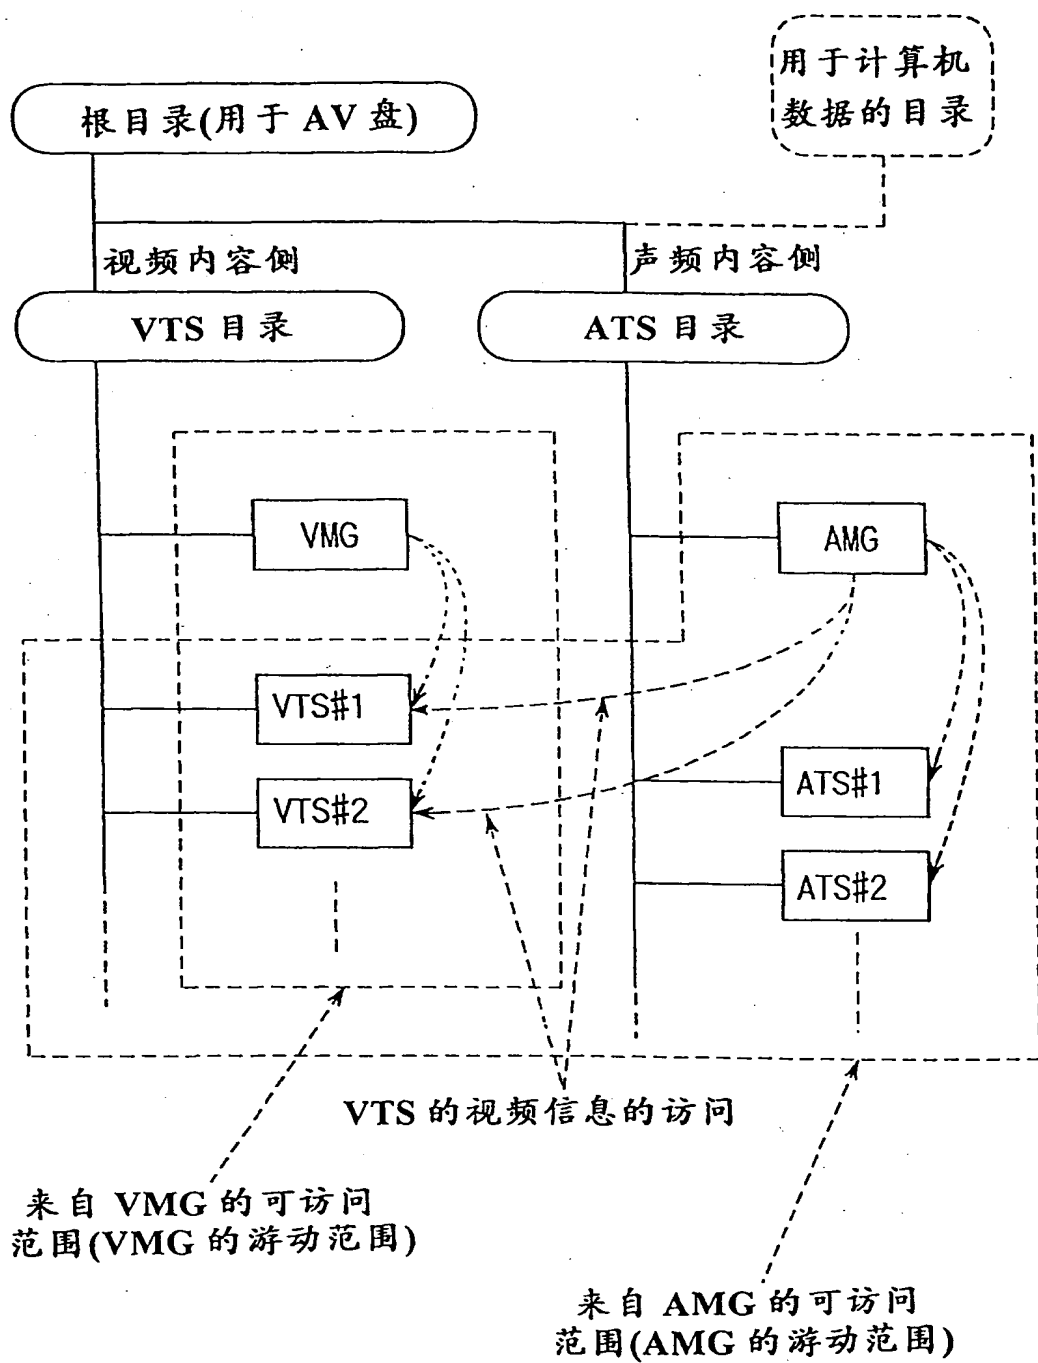 用于计算机
数据的目录
根目录(用于 AV 盘)
视频内容侧
声频内容侧
VTS 目录
ATS 目录
VMG
AMG
VTS#1
VTS#2
ATS#1
ATS#2
VTS 的视频信息的访问
来自 VMG 的可访问
范围(VMG 的游动范围)
来自 AMG 的可访问
范围(AMG 的游动范围)